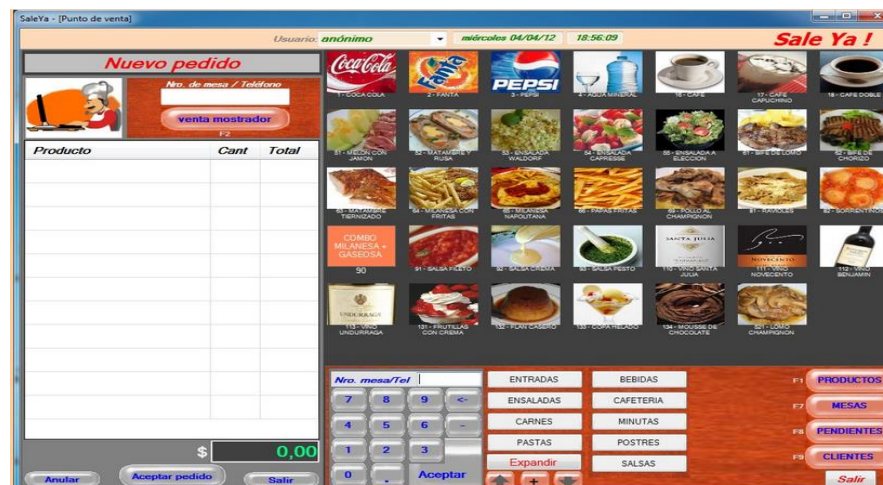 SaleYa - [Punto de venta]
Usuario: anónimo miércoles 04/04/12 18:56:09 Sale Ya !
Nuevo pedido
Nro. de mesa / Teléfono
venta mostrador
F2
Producto Cant Total
$ 0,00
Anular Aceptar pedido Salir
Coca-Cola Fanta PEPSI
1 - COCA COLA 2 - FANTA 3 - PEPSI 4 - AGUA MINERAL 16 - CAFE 17 - CAFE CAPUCHINO 18 - CAFE DOBLE
51 - MELON CON JAMON 52 - MATAMBRE Y RUSA 53 - ENSALADA WALDORF 54 - ENSALADA CAPRESSE 55 - ENSALADA A ELECCION 61 - BIFE DE LOMO 62 - BIFE DE CHORIZO
63 - MATAMBRE TIERNIZADO 64 - MILANESA CON FRITAS 65 - MILANESA NAPOLITANA 66 - PAPAS FRITAS POLLO AL CHAMPIGNON 81 - RAVIOLES 82 - SORRENTINOS
COMBO MILANESA + GASEOSA
SANTA JULIA NOVECENTO
90 91 - SALSA FILETO 92 - SALSA CREMA 93 - SALSA PESTO 110 - VINO SANTA JULIA 111 - VINO NOVECENTO 112 - VINO BENJAMIN
UNDURRAGA
113 - VINO UNDURRAGA 131 - FRUTILLAS CON CREMA 132 - FLAN CASERO 133 - COPA HELADO 134 - MOUSSE DE CHOCOLATE 521 - LOMO CHAMPIGNON
Nro. mesa/Tel
7 8 9 <-
4 5 6 -
1 2 3
0 . Aceptar
ENTRADAS BEBIDAS
ENSALADAS CAFETERIA
CARNES MINUTAS
PASTAS POSTRES
Expandir SALSAS
+
F1 PRODUCTOS
F7 MESAS
F8 PENDIENTES
F9 CLIENTES
Salir